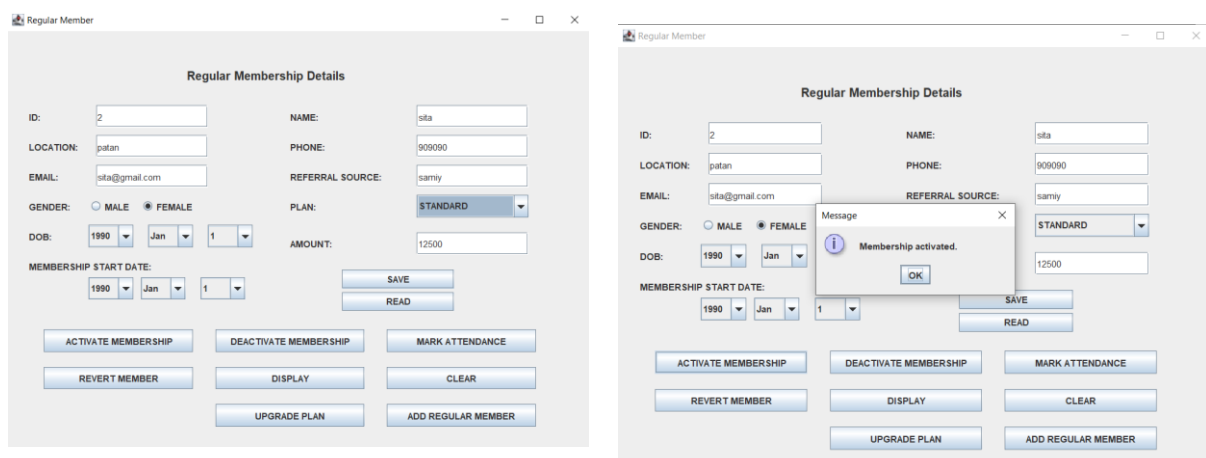 Regular Member
Regular Membership Details
ID: 2 NAME: sita
LOCATION: patan PHONE: 909090
EMAIL: sita@gmail.com REFERRAL SOURCE: samiy
GENDER: MALE FEMALE PLAN: STANDARD
DOB: 1990 Jan 1 AMOUNT: 12500
MEMBERSHIP START DATE:
1990 Jan 1
SAVE
READ
ACTIVATE MEMBERSHIP DEACTIVATE MEMBERSHIP MARK ATTENDANCE
REVERT MEMBER DISPLAY CLEAR
UPGRADE PLAN ADD REGULAR MEMBER
Regular Member
Regular Membership Details
ID: 2 NAME: sita
LOCATION: patan PHONE: 909090
EMAIL: sita@gmail.com REFERRAL SOURCE: samiy
GENDER: MALE FEMALE STANDARD
DOB: 1990 Jan 12500
Message
Membership activated.
OK
MEMBERSHIP START DATE:
1990 Jan 1
SAVE
READ
ACTIVATE MEMBERSHIP DEACTIVATE MEMBERSHIP MARK ATTENDANCE
REVERT MEMBER DISPLAY CLEAR
UPGRADE PLAN ADD REGULAR MEMBER